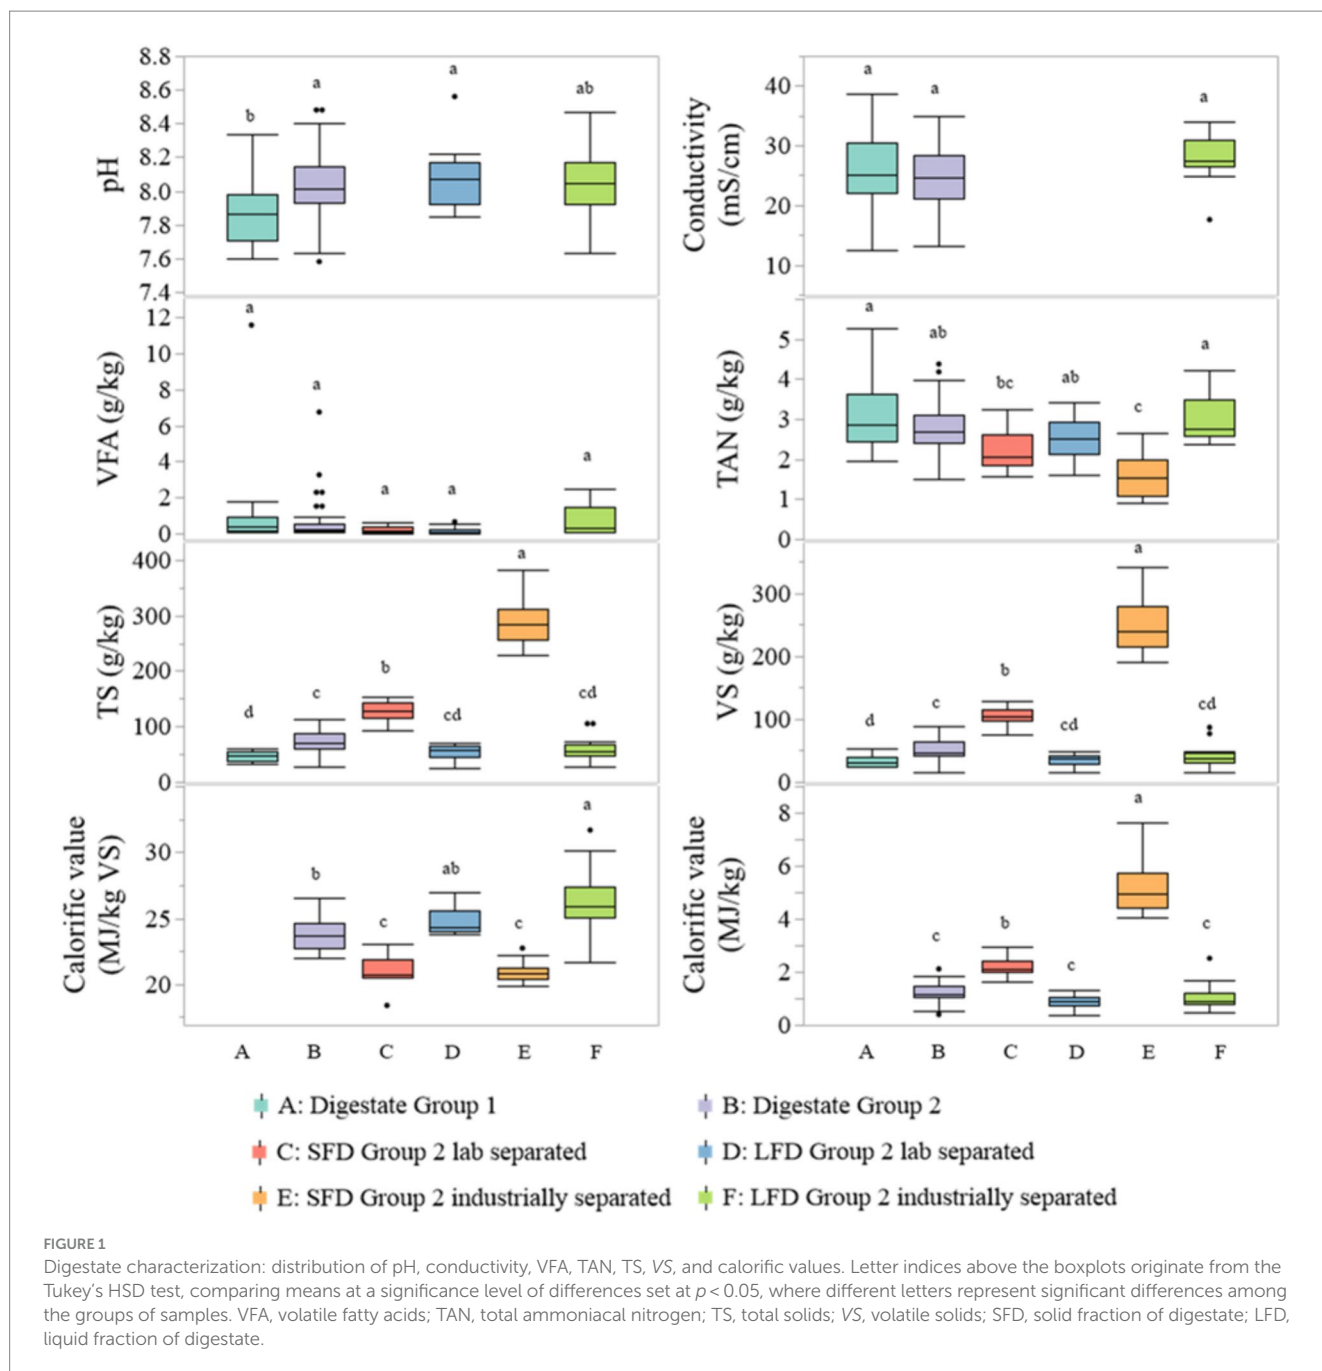 pH
8.8
8.6
8.4
8.2
8.0
7.8
7.6
7.4
b
a
a
ab
Conductivity
(mS/cm)
40
30
20
10
a
a
a
VFA (g/kg)
12
10
8
6
4
2
0
a
a
a
a
a
TAN (g/kg)
5
4
3
2
1
0
a
ab
bc
ab
c
a
TS (g/kg)
400
300
200
100
0
d
c
b
cd
a
cd
VS (g/kg)
300
200
100
0
d
c
b
cd
a
cd
Calorific value
(MJ/kg VS)
30
25
20
b
c
ab
c
a
A B C D E F
Calorific value
(MJ/kg)
8
6
4
2
0
c
b
c
a
c
A B C D E F
A: Digestate Group 1
B: Digestate Group 2
C: SFD Group 2 lab separated
D: LFD Group 2 lab separated
E: SFD Group 2 industrially separated
F: LFD Group 2 industrially separated
FIGURE 1
Digestate characterization: distribution of pH, conductivity, VFA, TAN, TS, VS, and calorific values. Letter indices above the boxplots originate from the
Tukey's HSD test, comparing means at a significance level of differences set at p < 0.05, where different letters represent significant differences among
the groups of samples. VFA, volatile fatty acids; TAN, total ammoniacal nitrogen; TS, total solids; VS, volatile solids; SFD, solid fraction of digestate; LFD,
liquid fraction of digestate.